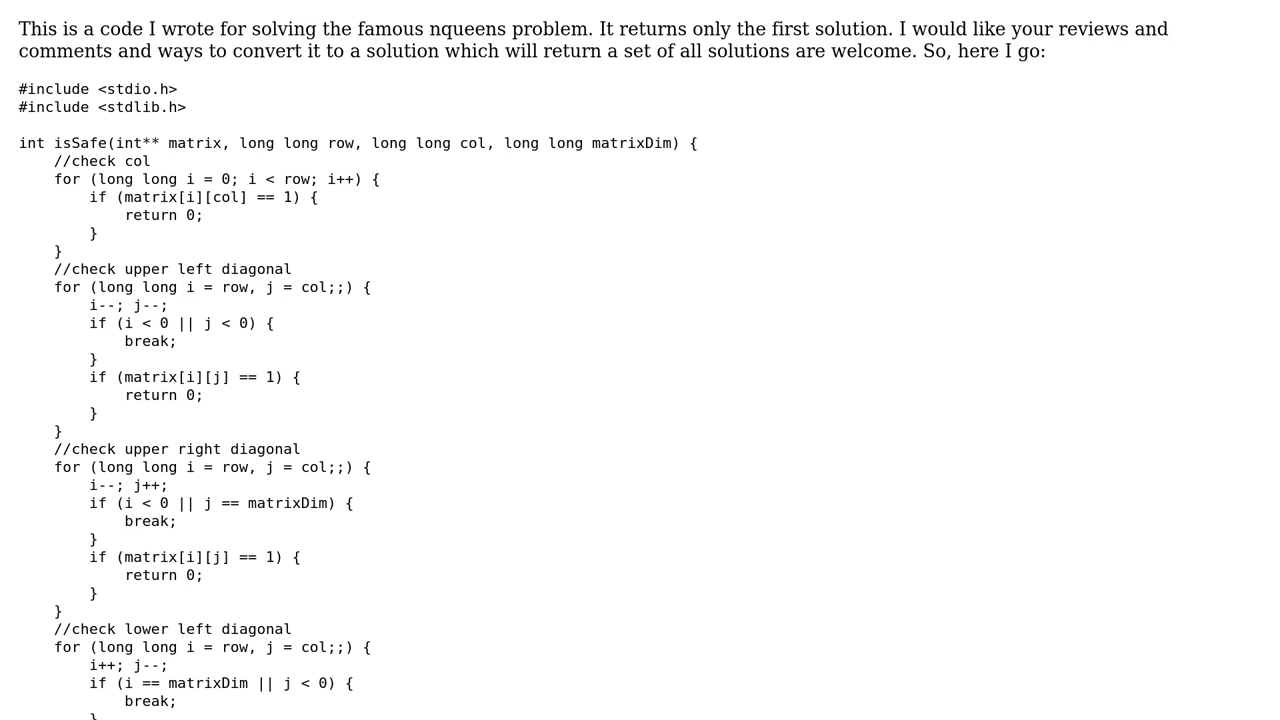 This is a code I wrote for solving the famous nqueens problem. It returns only the first solution. I would like your reviews and
comments and ways to convert it to a solution which will return a set of all solutions are welcome. So, here I go:
#include <stdio.h>
#include <stdlib.h>
int isSafe(int** matrix, long long row, long long col, long long matrixDim) {
    //check col
    for (long long i = 0; i < row; i++) {
        if (matrix[i][col] == 1) {
            return 0;
        }
    }
    //check upper left diagonal
    for (long long i = row, j = col;;) {
        i--; j--;
        if (i < 0 || j < 0) {
            break;
        }
        if (matrix[i][j] == 1) {
            return 0;
        }
    }
    //check upper right diagonal
    for (long long i = row, j = col;;) {
        i--; j++;
        if (i < 0 || j == matrixDim) {
            break;
        }
        if (matrix[i][j] == 1) {
            return 0;
        }
    }
    //check lower left diagonal
    for (long long i = row, j = col;;) {
        i++; j--;
        if (i == matrixDim || j < 0) {
            break;
        }